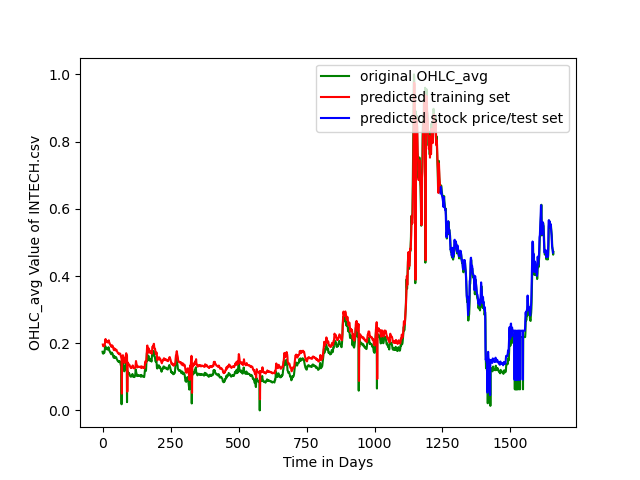 original OHLC_avg
predicted training set
predicted stock price/test set
OHLC_avg Value of INTECH.csv
1.0
0.8
0.6
0.4
0.2
0.0
0 250 500 750 1000 1250 1500
Time in Days